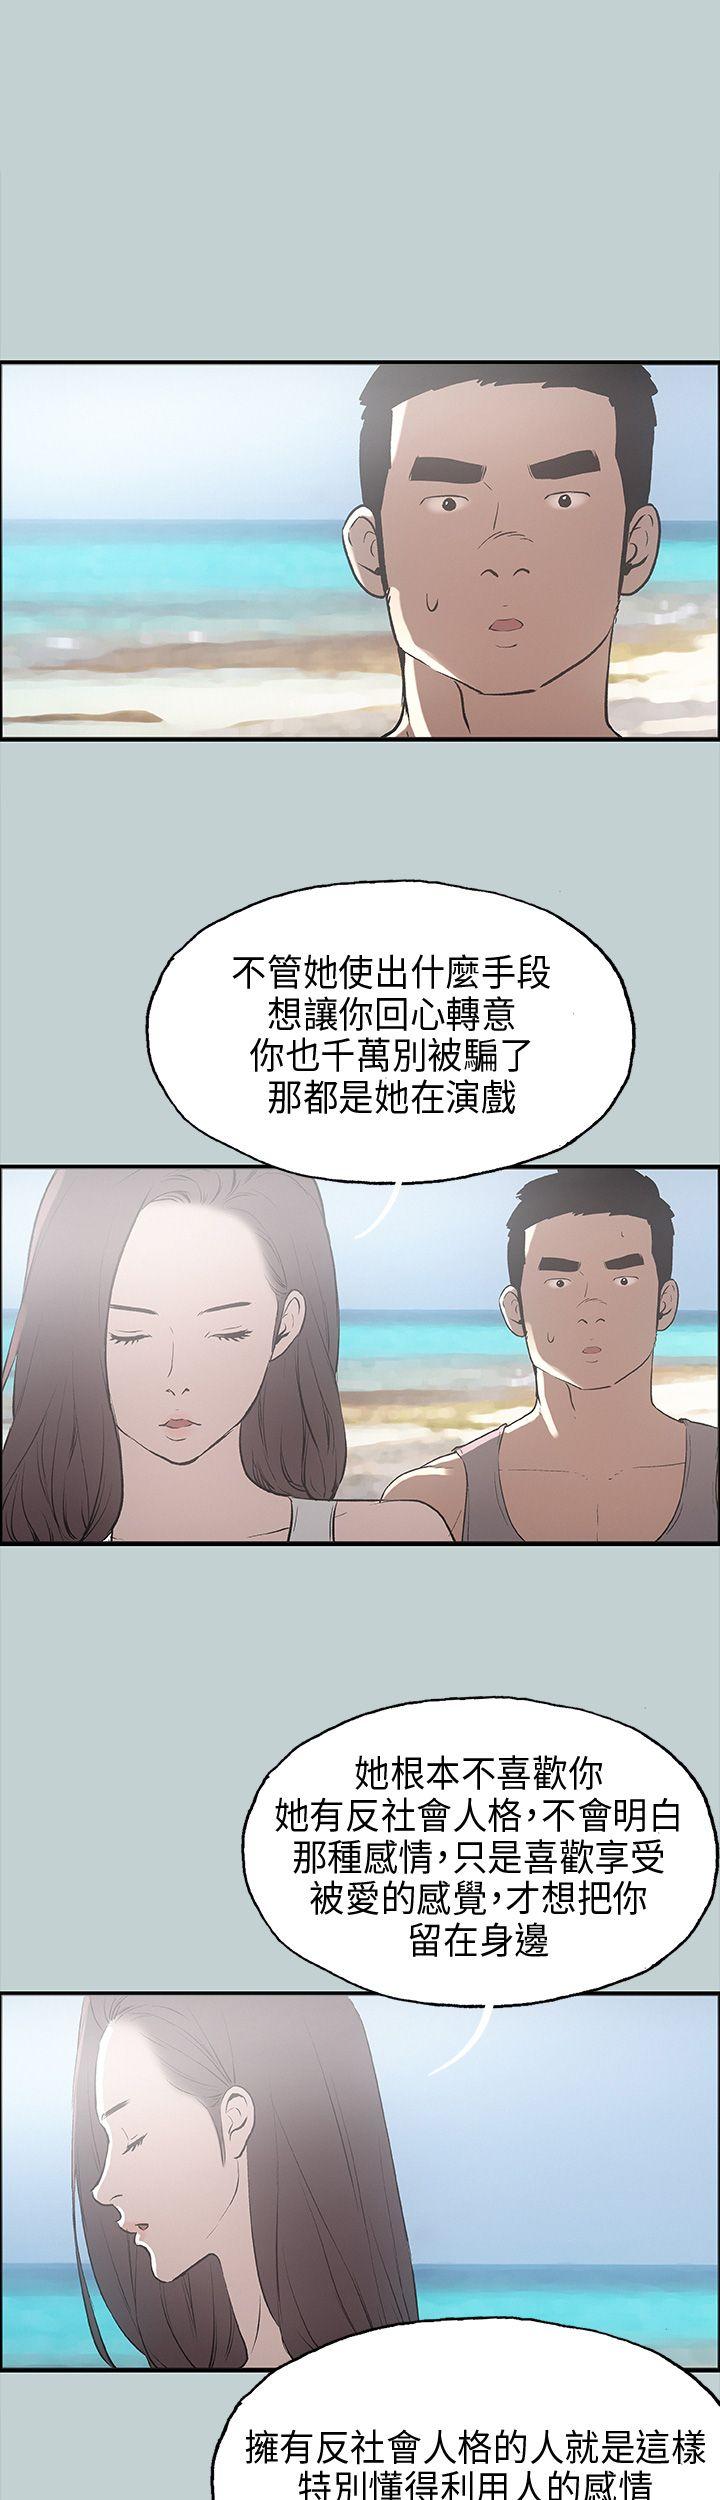 不管她使出什麼手段
想讓你回心轉意
你也千萬別被騙了
那都是她在演戲
她根本不喜歡你
她有反社會人格，不會明白
那種感情，只是喜歡享受
被愛的感覺，才想把你
留在身邊
擁有反社會人格的人就是這樣
特別懂得利用人的感情